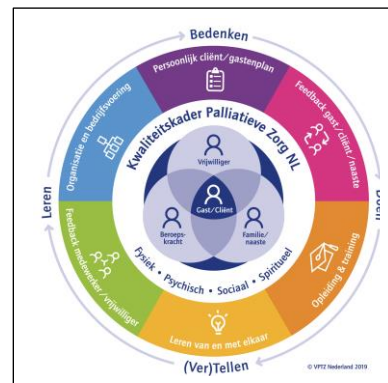 Bedenken
Persoonlijk cliënt/gastenplan
Feedback gast/cliënt/
naaste
Opleiding & training
Leren van en met elkaar
Feedback medewerker/vrijwilliger
Organisatie en bedrijfsvoering
Leren
(Ver)Tellen
Kwaliteitskader Palliatieve Zorg NL
Vrijwilliger
Gast/Cliënt
Beroeps-
kracht
Familie/
naaste
Fysiek • Psychisch • Sociaal • Spiritueel
© VPTZ Nederland 2019